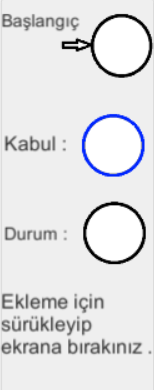 Başlangıç
Kabul :
Durum :
Ekleme için
sürükleyip
ekrana bırakınız .